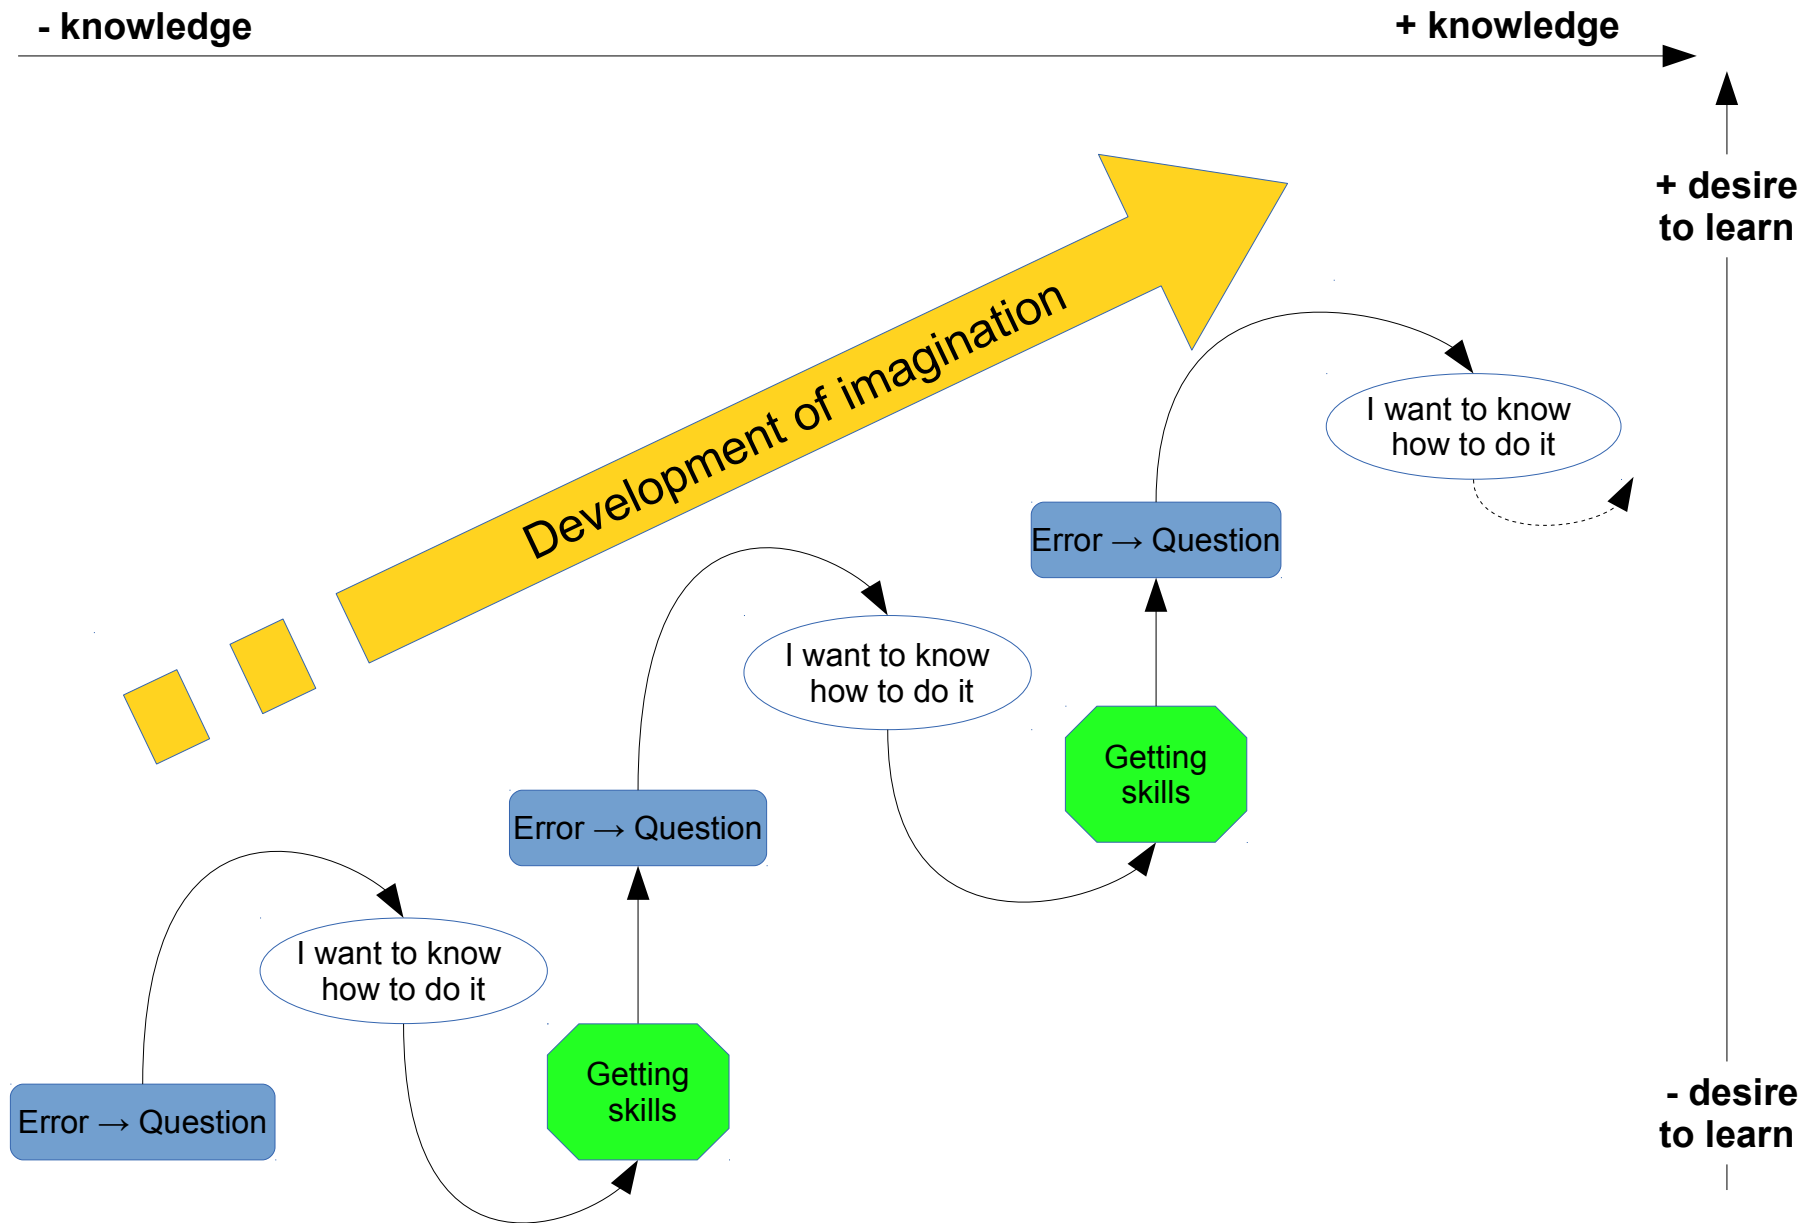 - knowledge
+ knowledge
+ desire
to learn
Development of imagination
I want to know
how to do it
Error → Question
I want to know
how to do it
Getting
skills
Error → Question
I want to know
how to do it
Getting
skills
Error → Question
- desire
to learn